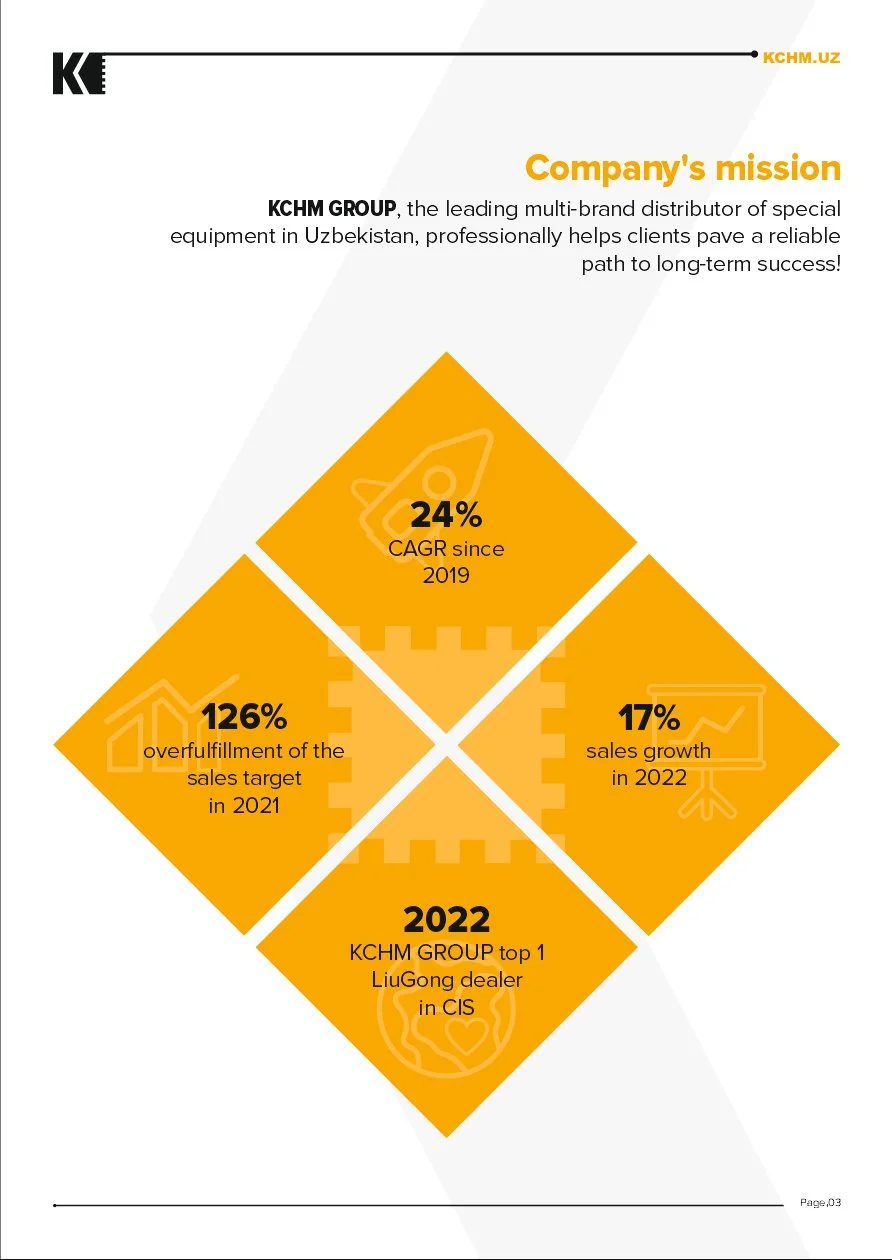 KCHM.UZ
Company's mission
KCHM GROUP, the leading multi-brand distributor of special
equipment in Uzbekistan, professionally helps clients pave a reliable
path to long-term success!
24%
CAGR since
2019
126%
overfulfillment of the
sales target
in 2021
17%
sales growth
in 2022
2022
KCHM GROUP top 1
LiuGong dealer
in CIS
Page,03